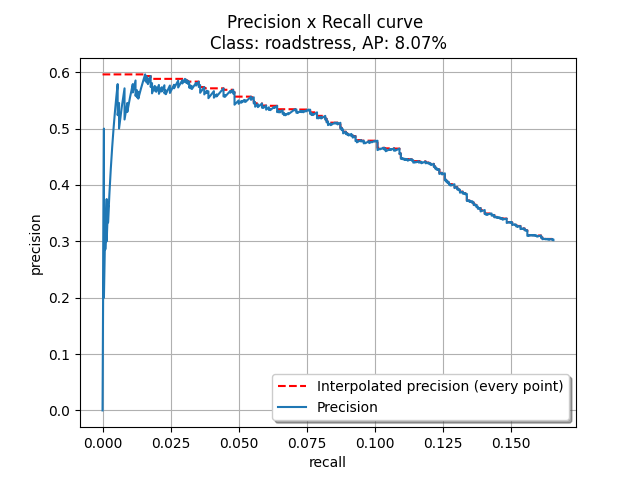 Precision x Recall curve
Class: roadstress, AP: 8.07%
0.6
0.5
0.4
0.3
0.2
0.1
0.0
precision
Interpolated precision (every point)
Precision
0.000 0.025 0.050 0.075 0.100 0.125 0.150
recall